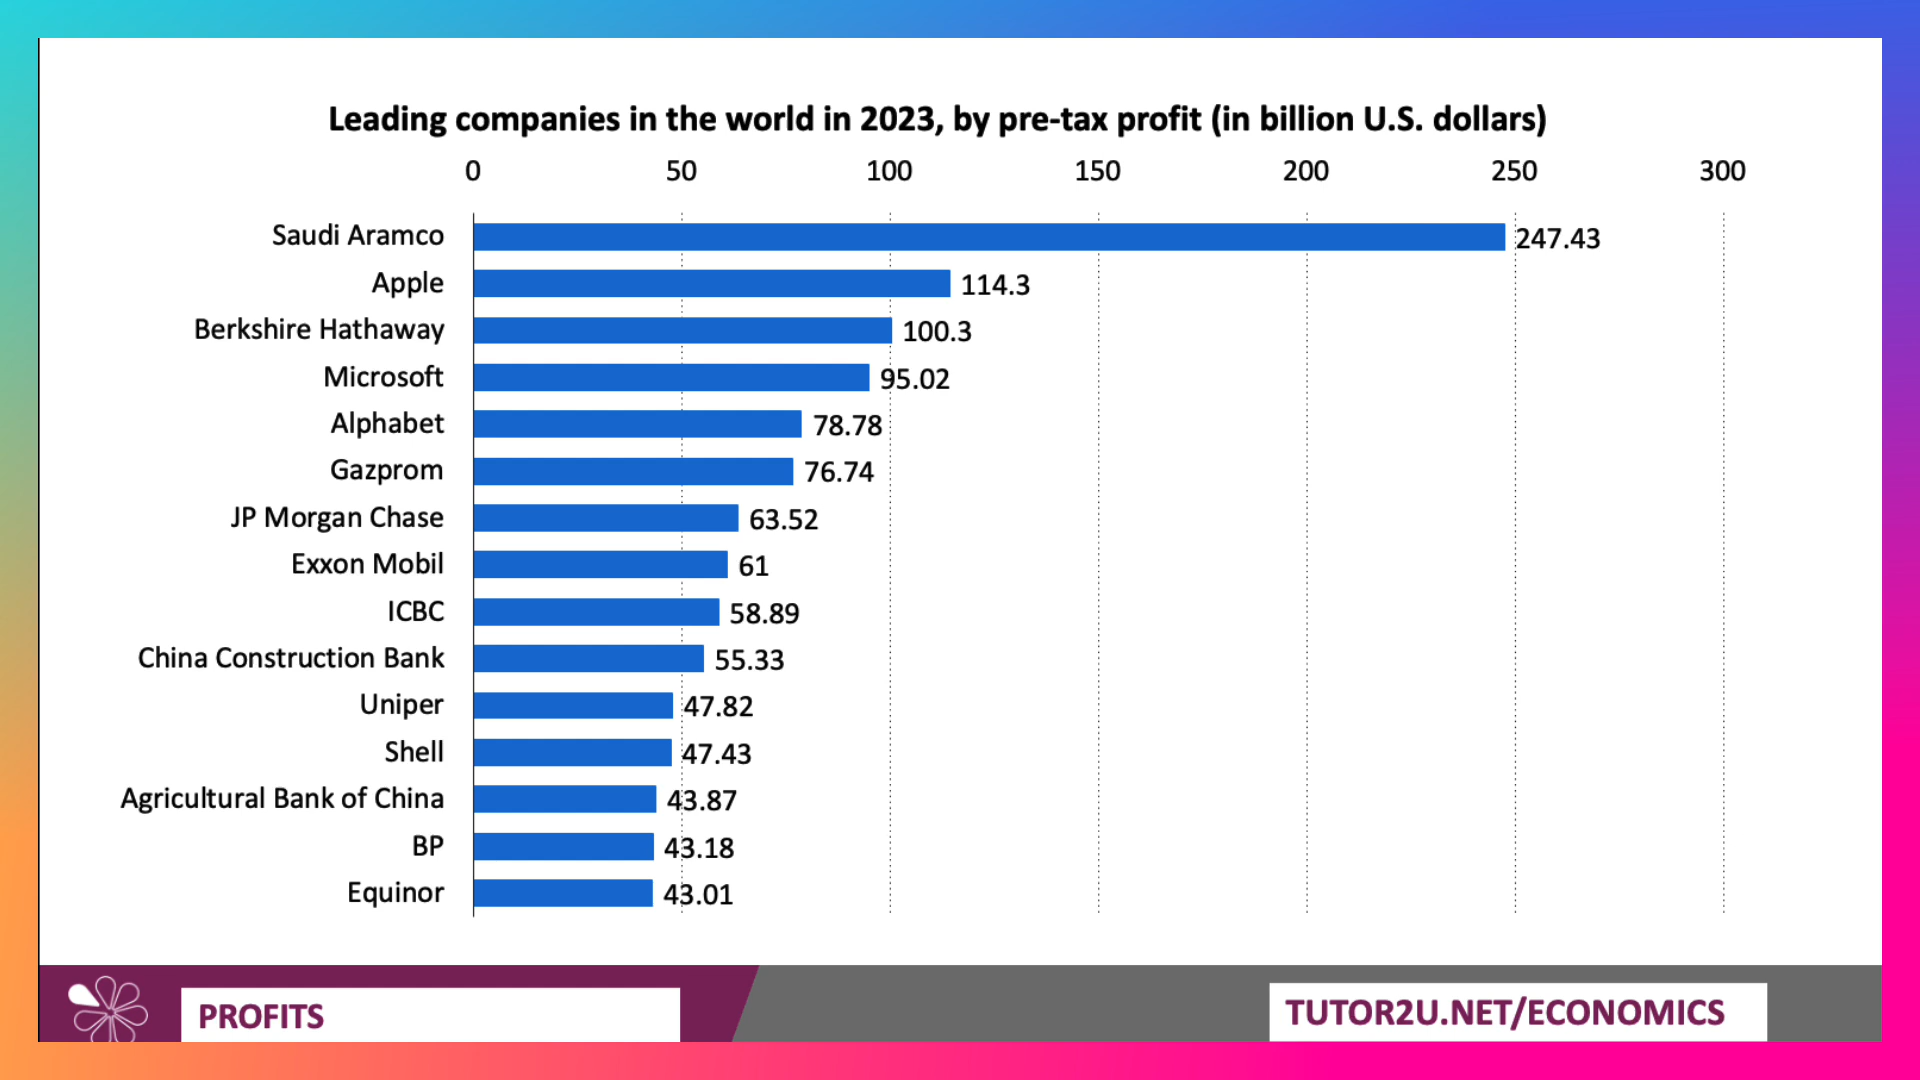 Leading companies in the world in 2023, by pre-tax profit (in billion U.S. dollars)
0 50 100 150 200 250 300
Saudi Aramco 247.43
Apple 114.3
Berkshire Hathaway 100.3
Microsoft 95.02
Alphabet 78.78
Gazprom 76.74
JP Morgan Chase 63.52
Exxon Mobil 61
ICBC 58.89
China Construction Bank 55.33
Uniper 47.82
Shell 47.43
Agricultural Bank of China 43.87
BP 43.18
Equinor 43.01
PROFITS
TUTOR2U.NET/ECONOMICS